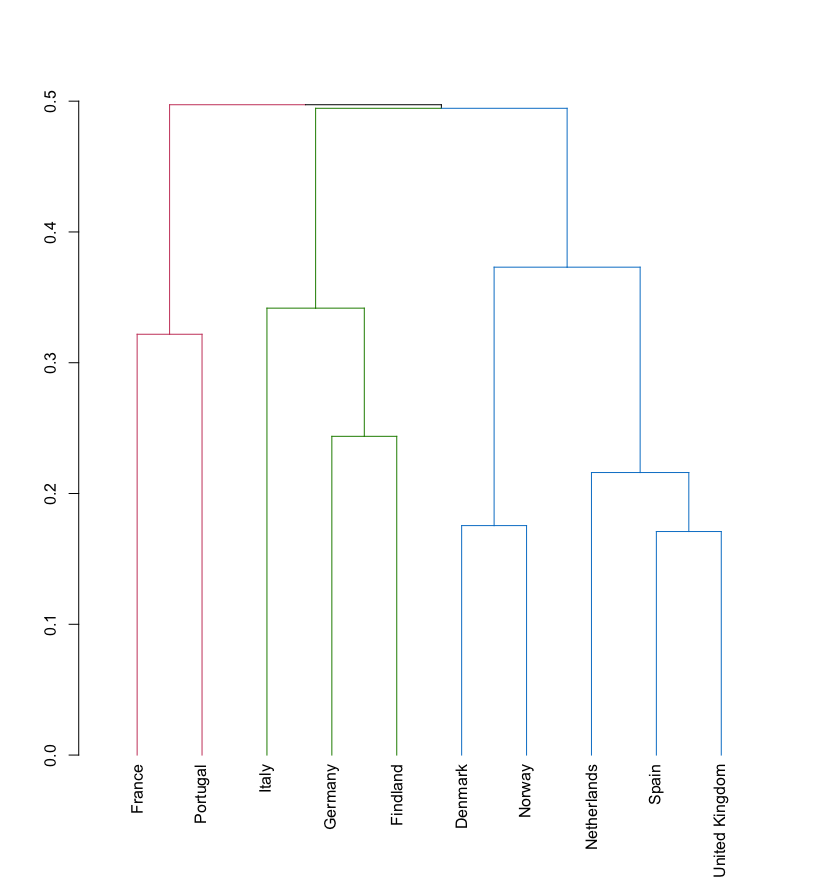 0.5
0.4
0.3
0.2
0.1
0.0
France
Portugal
Italy
Germany
Findland
Denmark
Norway
Netherlands
Spain
United Kingdom